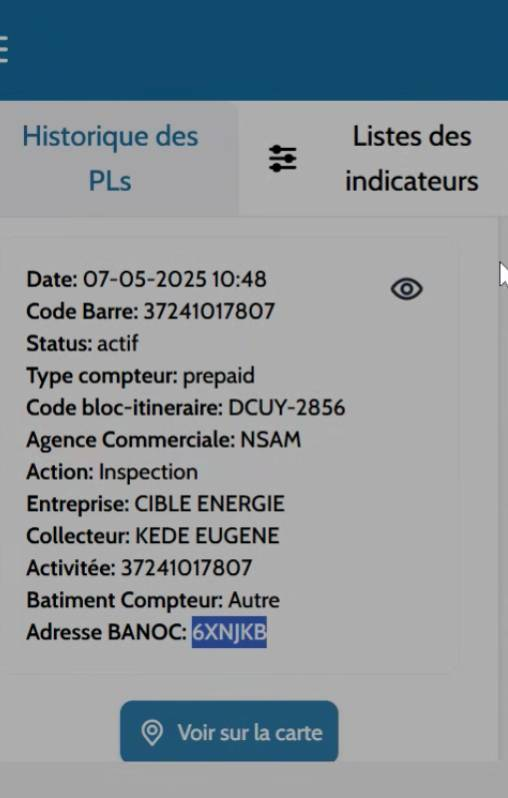 Historique des
PLs
Listes des
indicateurs
Date: 07-05-2025 10:48
Code Barre: 37241017807
Status: actif
Type compteur: prepaid
Code bloc-itineraire: DCUY-2856
Agence Commerciale: NSAM
Action: Inspection
Entreprise: CIBLE ENERGIE
Collecteur: KEDE EUGENE
Activitée: 37241017807
Batiment Compteur: Autre
Adresse BANOC: 6XNJKB
Voir sur la carte